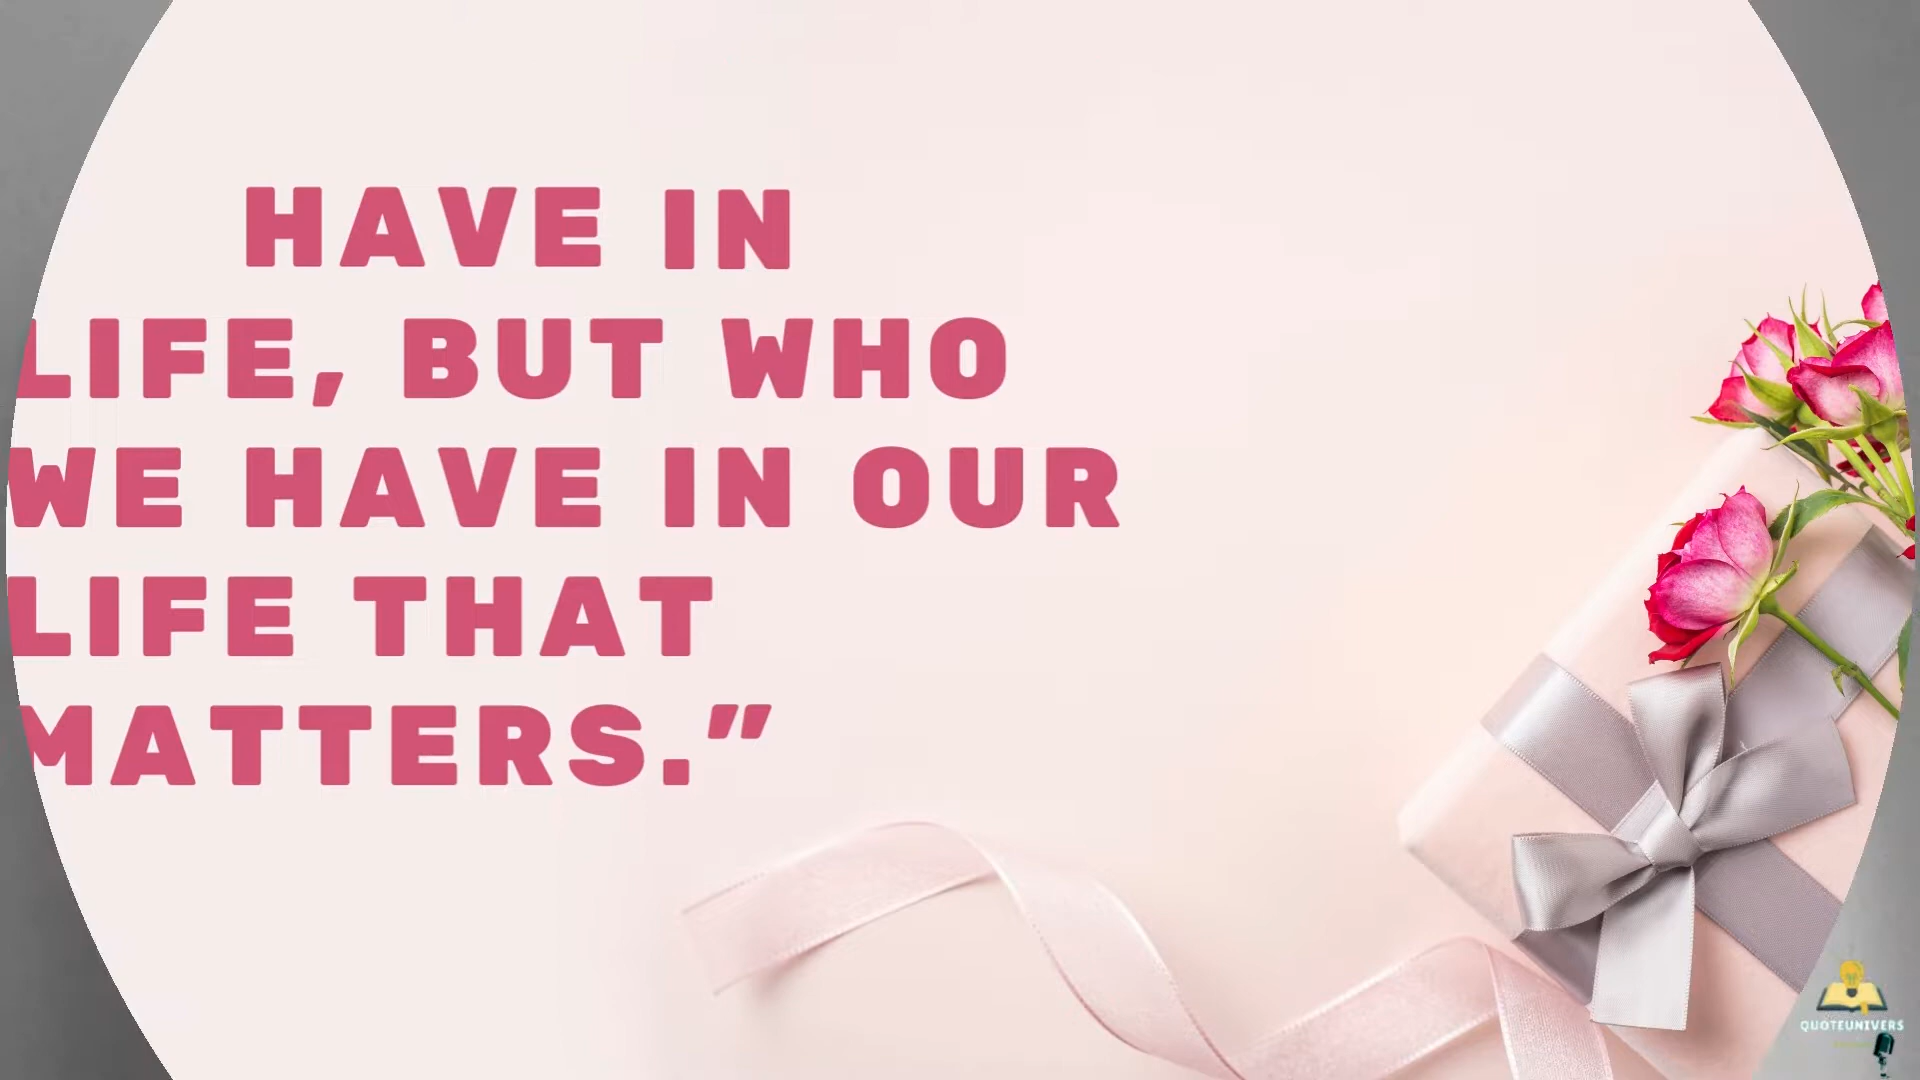 HAVE IN
LIFE, BUT WHO
WE HAVE IN OUR
LIFE THAT
MATTERS.”
QUOTEUNIVERS